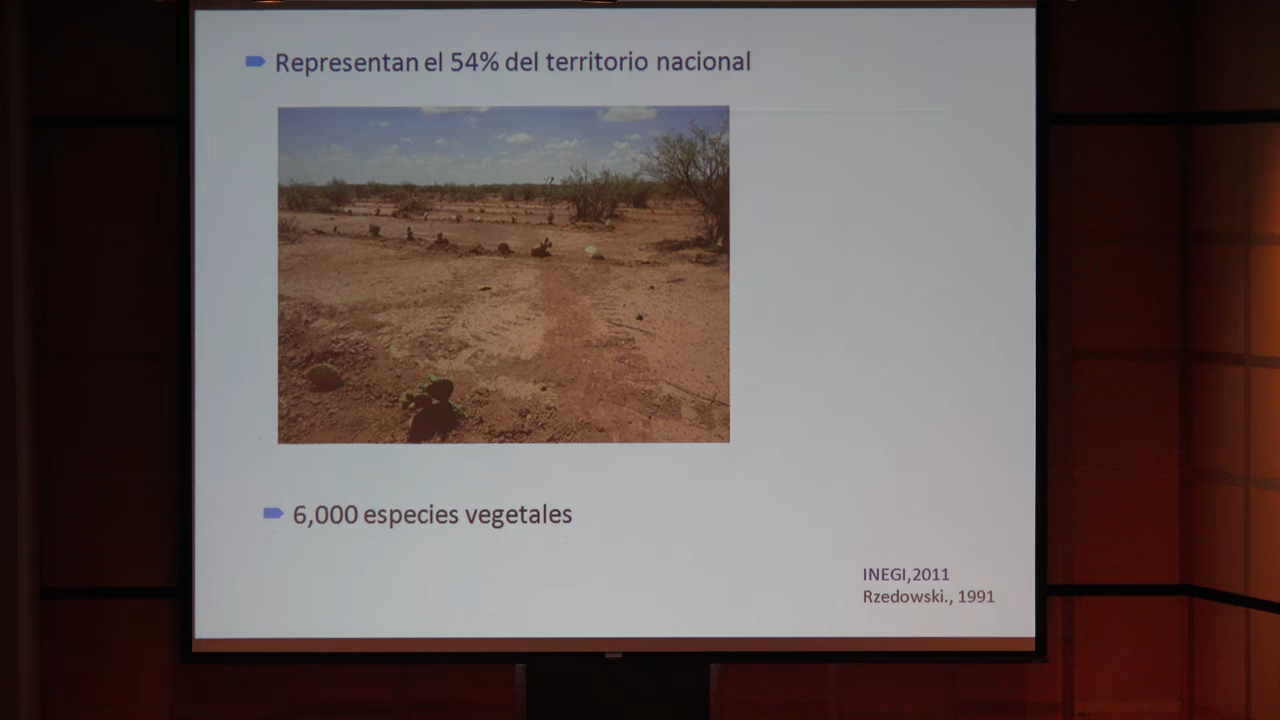 Representan el 54% del territorio nacional
6,000 especies vegetales
INEGI,2011
Rzedowski., 1991